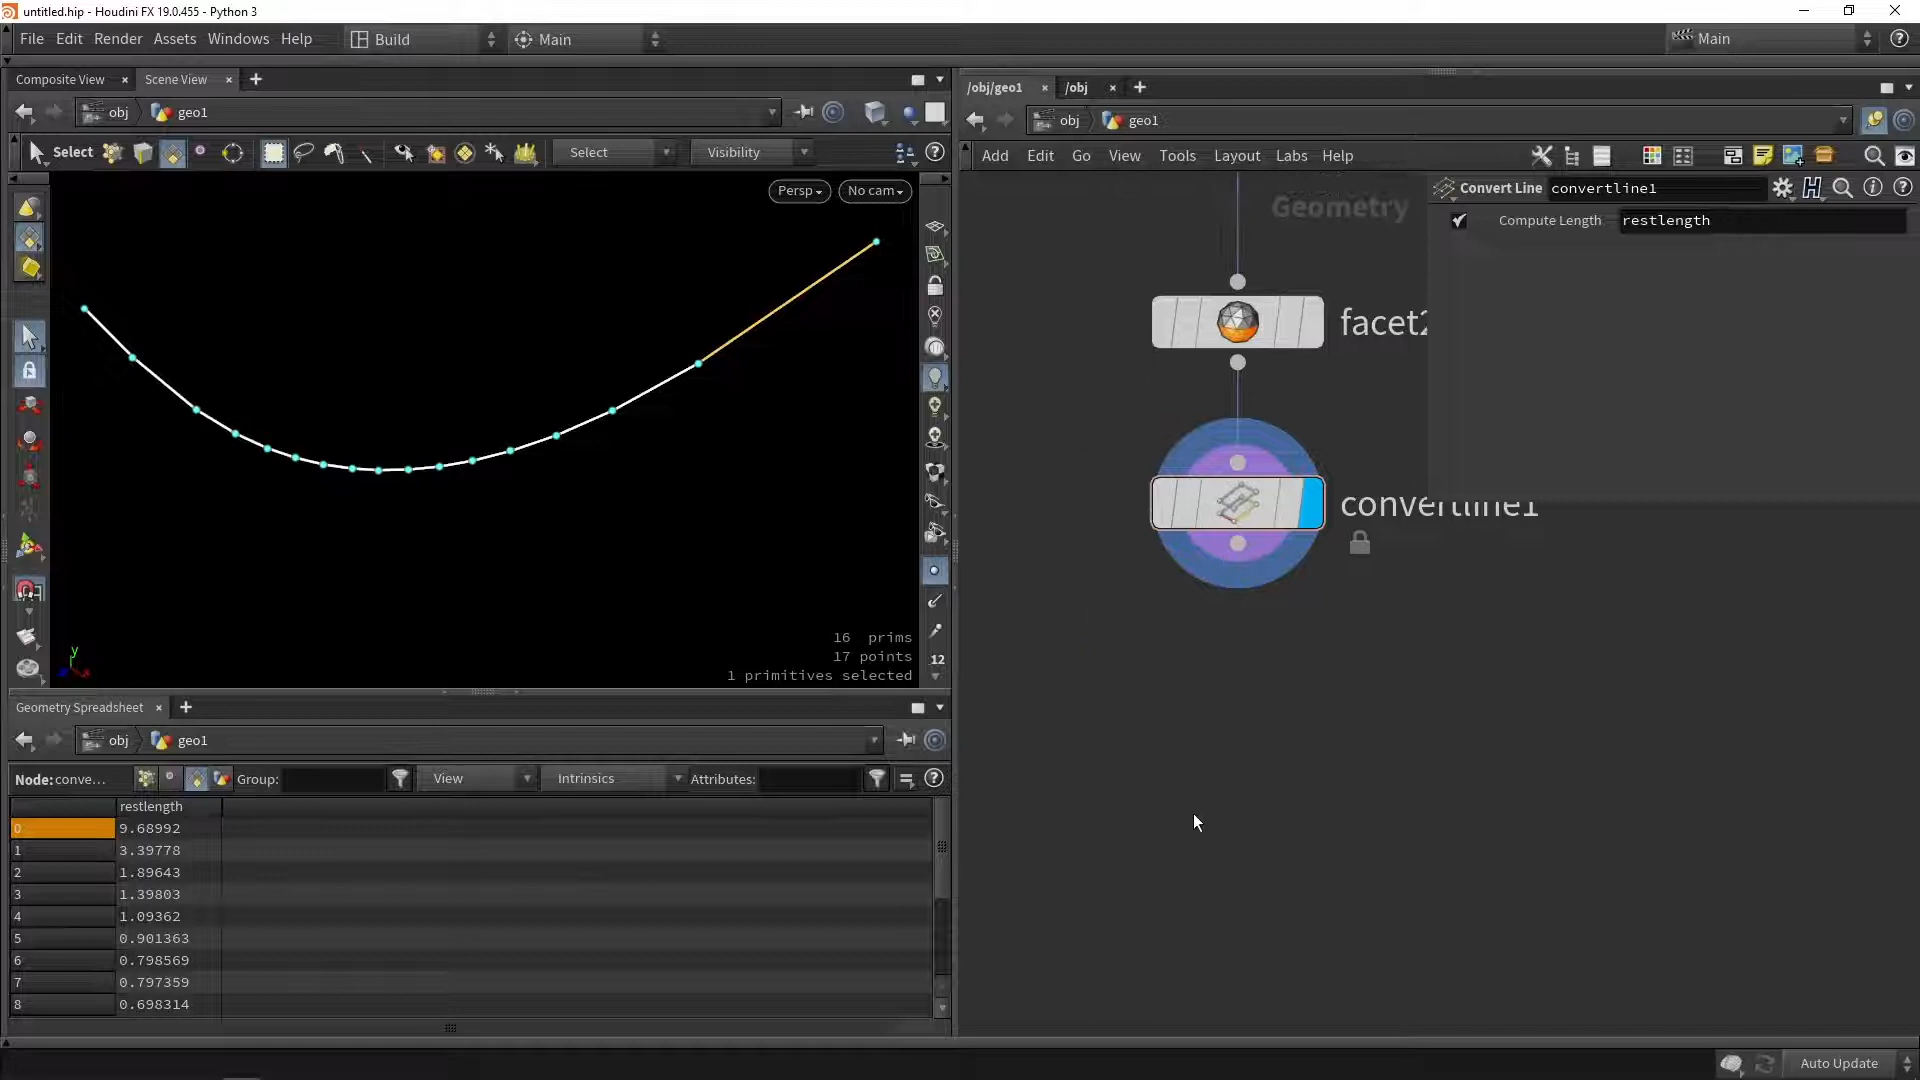 untitled.hip - Houdini FX 19.0.455 - Python 3
File Edit Render Assets Windows Help Build Main Main
Composite View Scene View
obj geo1
Select Select Visibility
Persp No cam
y
16 prims
17 points
1 primitives selected
12
Geometry Spreadsheet
obj geo1
Node:conve... Group: View Intrinsics Attributes:
restlength
0 9.68992
1 3.39778
2 1.89643
3 1.39803
4 1.09362
5 0.901363
6 0.798569
7 0.797359
8 0.698314
/obj/geo1 /obj
obj geo1
Add Edit Go View Tools Layout Labs Help
Geometry
Convert Line convertline1
Compute Length restlength
facet2
convertline1
Auto Update